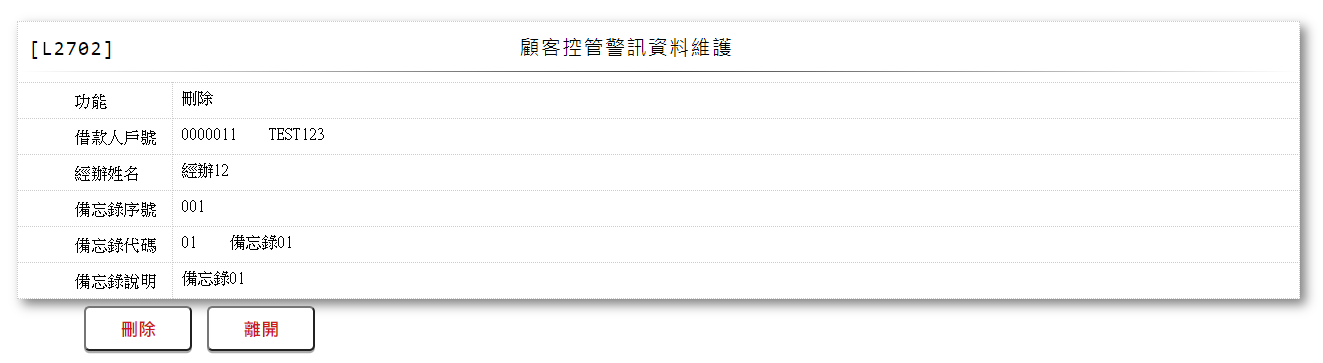 [L2702] 顧客控管警訊資料維護
功能 刪除
借款人戶號 0000011 TEST123
經辦姓名 經辦12
備忘錄序號 001
備忘錄代碼 01 備忘錄01
備忘錄說明 備忘錄01
刪除 離開